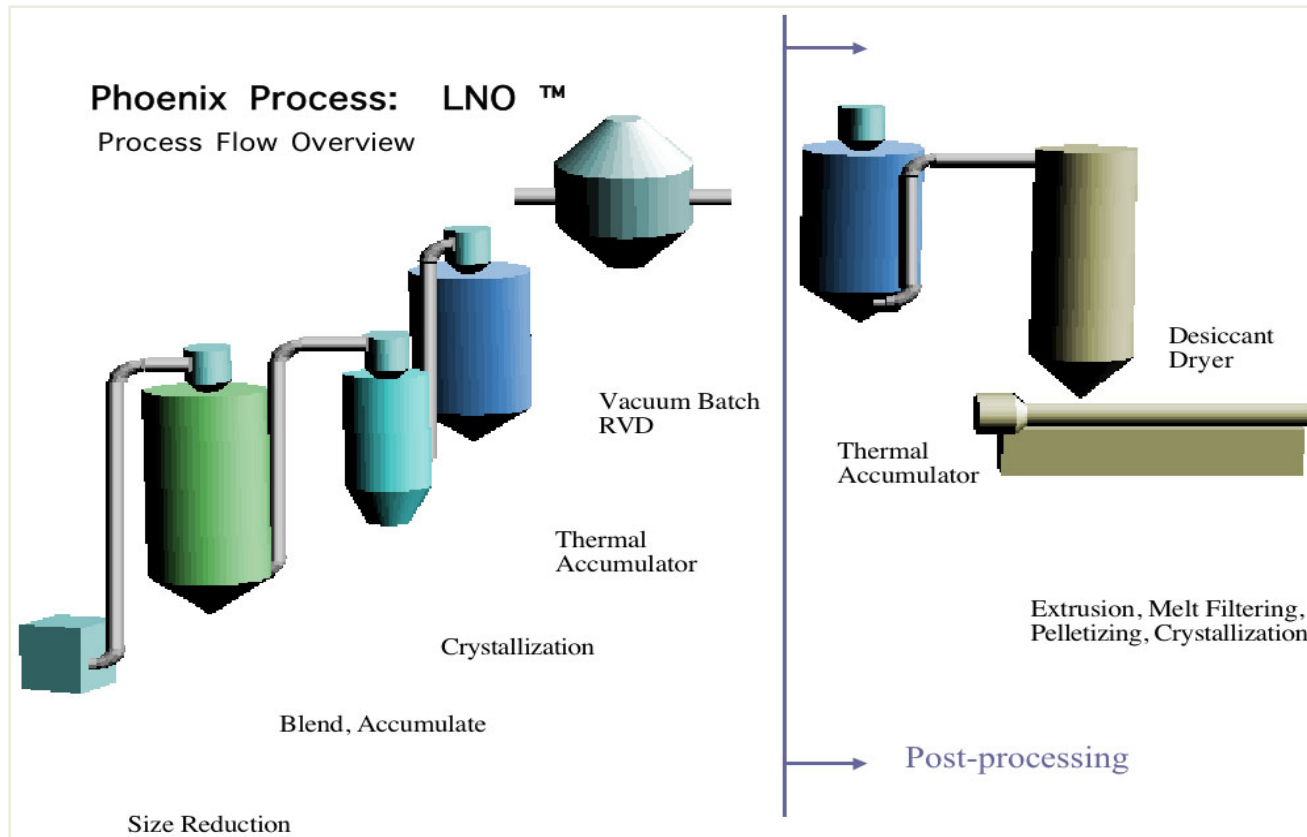 Phoenix Process: LNO ™
Process Flow Overview
Vacuum Batch
RVD
Thermal
Accumulator
Crystallization
Blend, Accumulate
Size Reduction
Desiccant
Dryer
Thermal
Accumulator
Extrusion, Melt Filtering,
Pelletizing, Crystallization
Post-processing